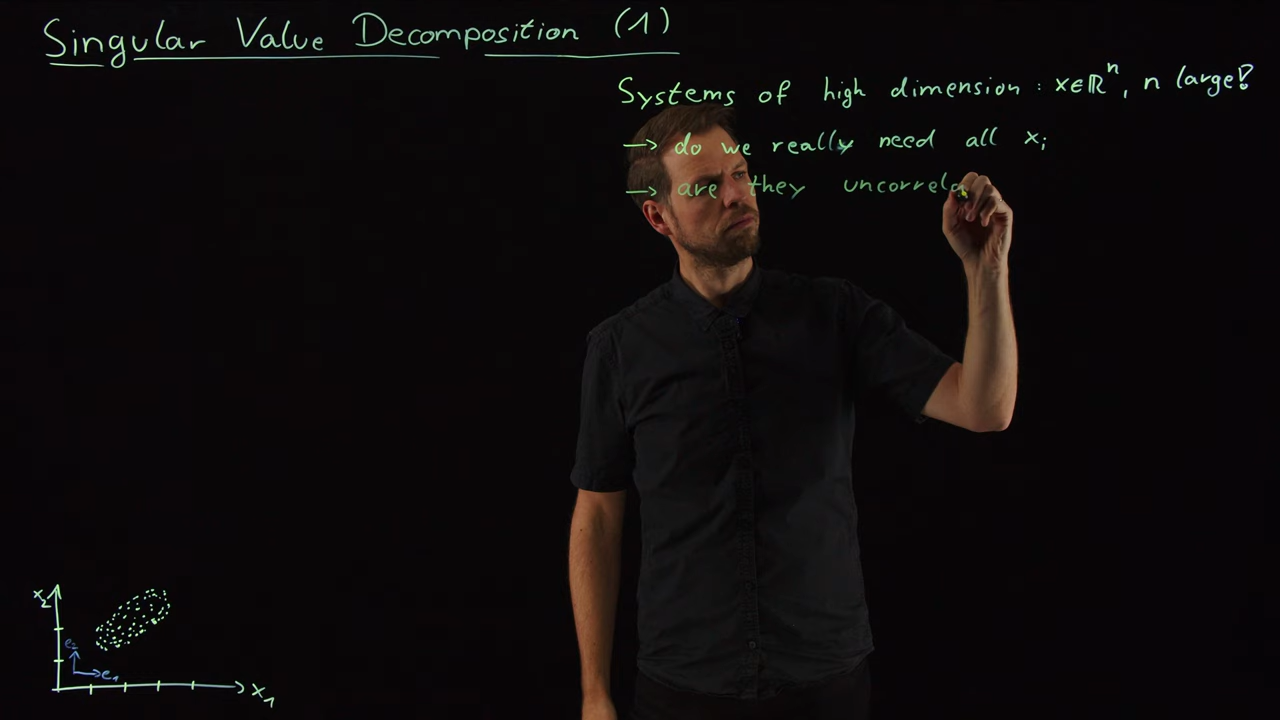 Singular Value Decomposition (1)
Systems of high dimension : x∈ℝⁿ, n large!
→ do we really need all xᵢ
→ are they uncorrela
x₂
e₂
e₁
x₁